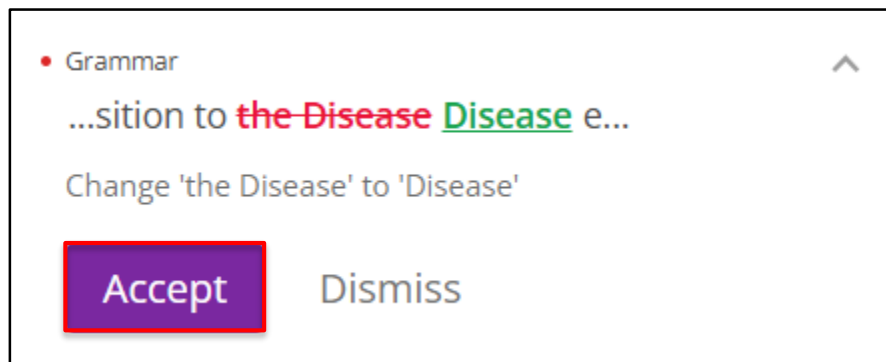 Grammar
...sition to the Disease Disease e...
Change 'the Disease' to 'Disease'
Accept Dismiss